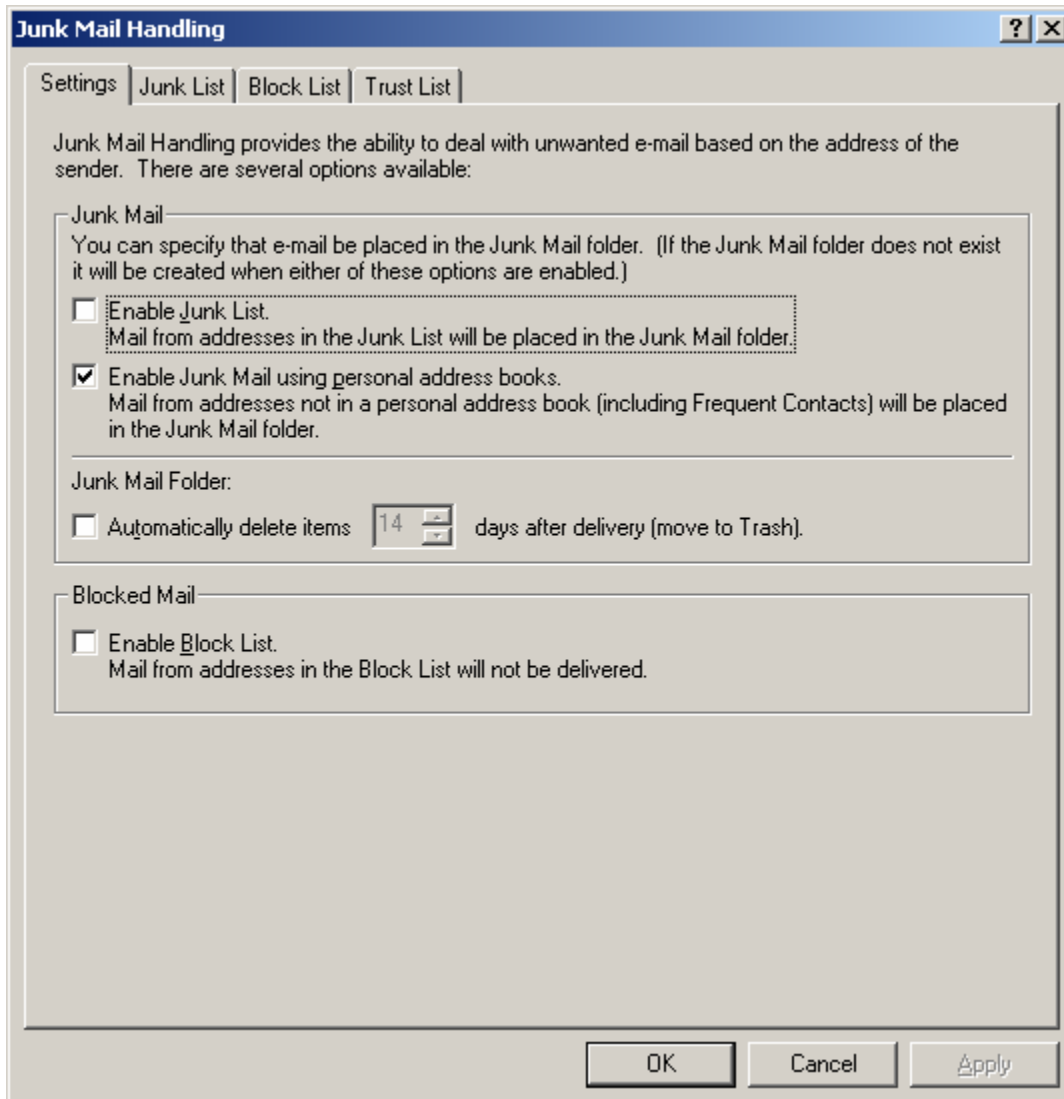 Junk Mail Handling
Settings Junk List Block List Trust List
Junk Mail Handling provides the ability to deal with unwanted e-mail based on the address of the
sender.  There are several options available:
Junk Mail
You can specify that e-mail be placed in the Junk Mail folder.  (If the Junk Mail folder does not exist
it will be created when either of these options are enabled.)
Enable Junk List.
Mail from addresses in the Junk List will be placed in the Junk Mail folder.
Enable Junk Mail using personal address books.
Mail from addresses not in a personal address book (including Frequent Contacts) will be placed
in the Junk Mail folder.
Junk Mail Folder:
Automatically delete items 14 days after delivery (move to Trash).
Blocked Mail
Enable Block List.
Mail from addresses in the Block List will not be delivered.
OK Cancel Apply